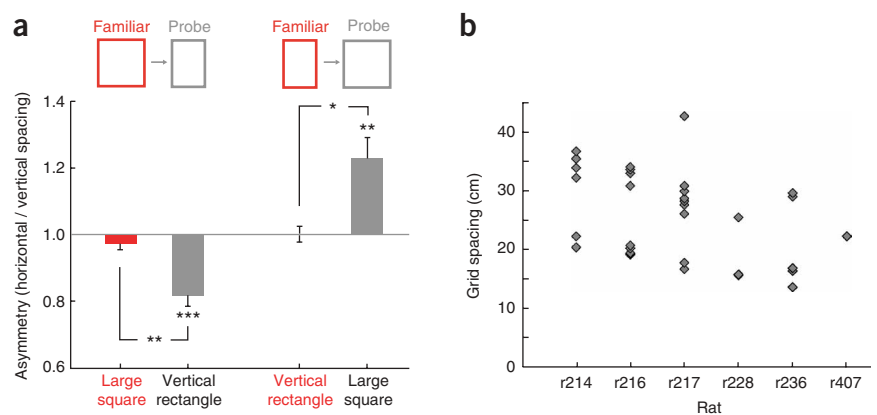 a
Familiar
Probe
Familiar
Probe
Asymmetry (horizontal / vertical spacing)
1.4
1.2
1.0
0.8
0.6
*
**
***
**
Large
square
Vertical
rectangle
Vertical
rectangle
Large
square
b
Grid spacing (cm)
40
30
20
10
0
r214
r216
r217
r228
r236
r407
Rat